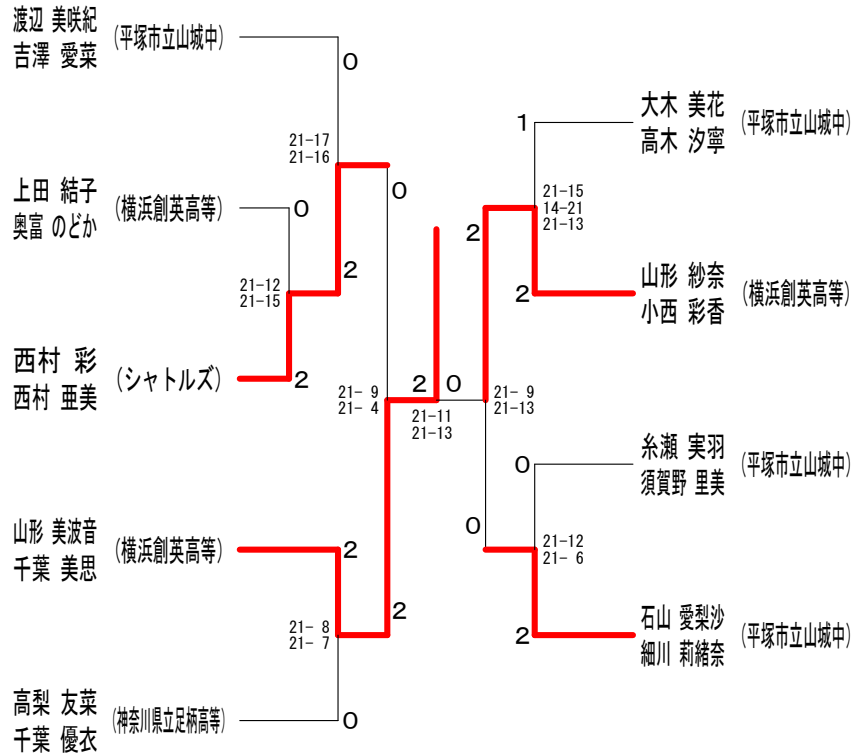 渡辺 美咲紀
吉澤 愛菜
(平塚市立山城中)
0
21-17
21-16
0
上田 結子
奥富 のどか
(横浜創英高等)
0
2
21-12
21-15
西村 彩
西村 亜美
(シャトルズ)
2
21- 9
21- 4
2
0
21-11
21-13
山形 美波音
千葉 美思
(横浜創英高等)
2
2
21- 8
21- 7
高梨 友菜
千葉 優衣
(神奈川県立足柄高等)
0
大木 美花
高木 汐寧
(平塚市立山城中)
1
21-15
14-21
21-13
2
山形 紗奈
小西 彩香
(横浜創英高等)
2
21- 9
21-13
糸瀬 実羽
須賀野 里美
(平塚市立山城中)
0
0
21-12
21- 6
石山 愛梨沙
細川 莉緒奈
(平塚市立山城中)
2